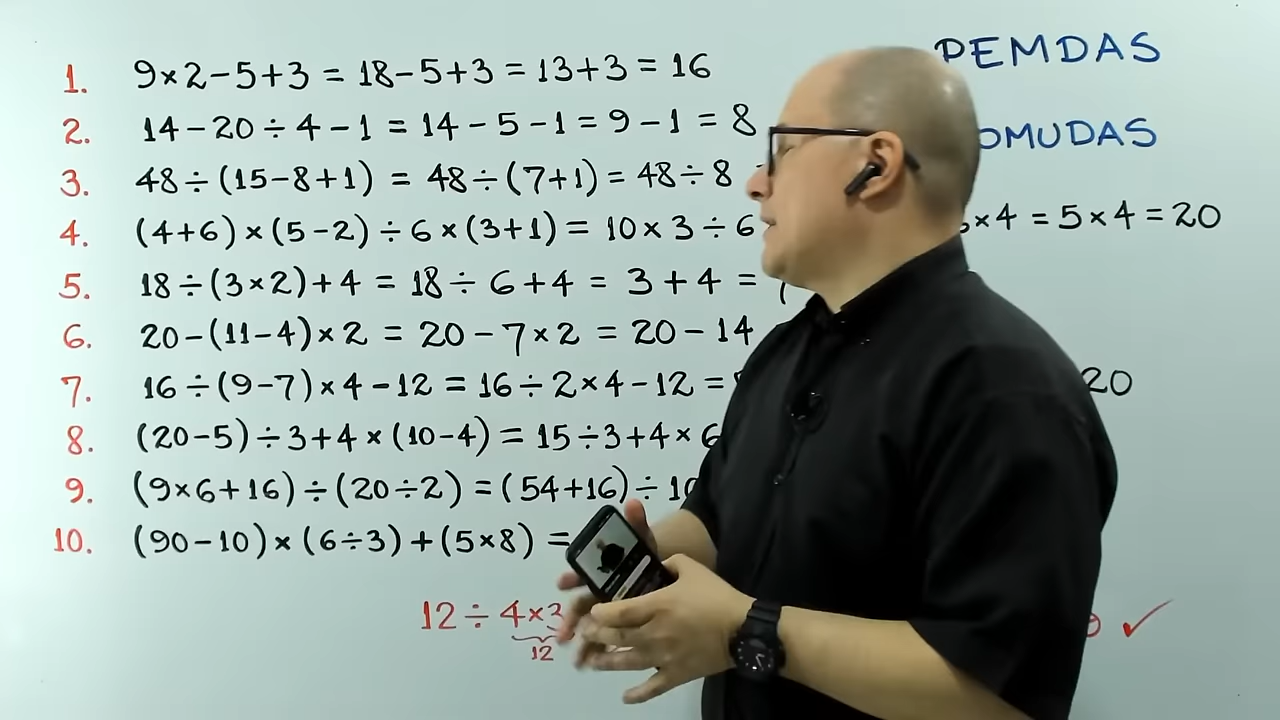 PEMDAS
OMUDAS
1. 9×2-5+3 = 18-5+3 = 13+3 = 16
2. 14-20÷4-1 = 14-5-1 = 9-1 = 8
3. 48÷(15-8+1) = 48÷(7+1) = 48÷8
4. (4+6)×(5-2)÷6×(3+1) = 10×3÷6 ×4 = 5×4 = 20
5. 18÷(3×2)+4 = 18÷6+4 = 3+4 =
6. 20-(11-4)×2 = 20-7×2 = 20-14
7. 16÷(9-7)×4-12 = 16÷2×4-12 = 20
8. (20-5)÷3+4×(10-4) = 15÷3+4×6
9. (9×6+16)÷(20÷2) = (54+16)÷10
10. (90-10)×(6÷3)+(5×8) =
12÷4×3 ✓
12